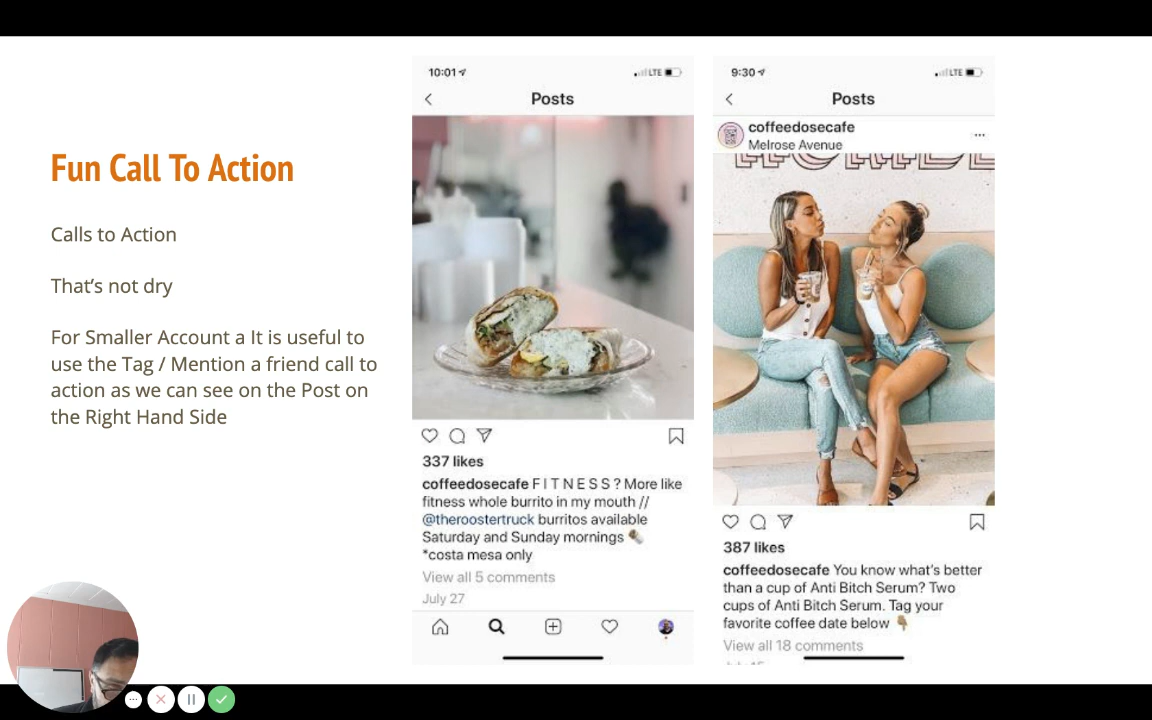 Fun Call To Action
Calls to Action
That's not dry
For Smaller Account a It is useful to
use the Tag / Mention a friend call to
action as we can see on the Post on
the Right Hand Side
10:01
LTE
Posts
337 likes
coffeedosecafe F I T N E S S ? More like
fitness whole burrito in my mouth //
@theroostertruck burritos available
Saturday and Sunday mornings 🌯
*costa mesa only
View all 5 comments
July 27
9:30
LTE
Posts
coffeedosecafe
Melrose Avenue
387 likes
coffeedosecafe You know what's better
than a cup of Anti Bitch Serum? Two
cups of Anti Bitch Serum. Tag your
favorite coffee date below 👇🏽
View all 18 comments